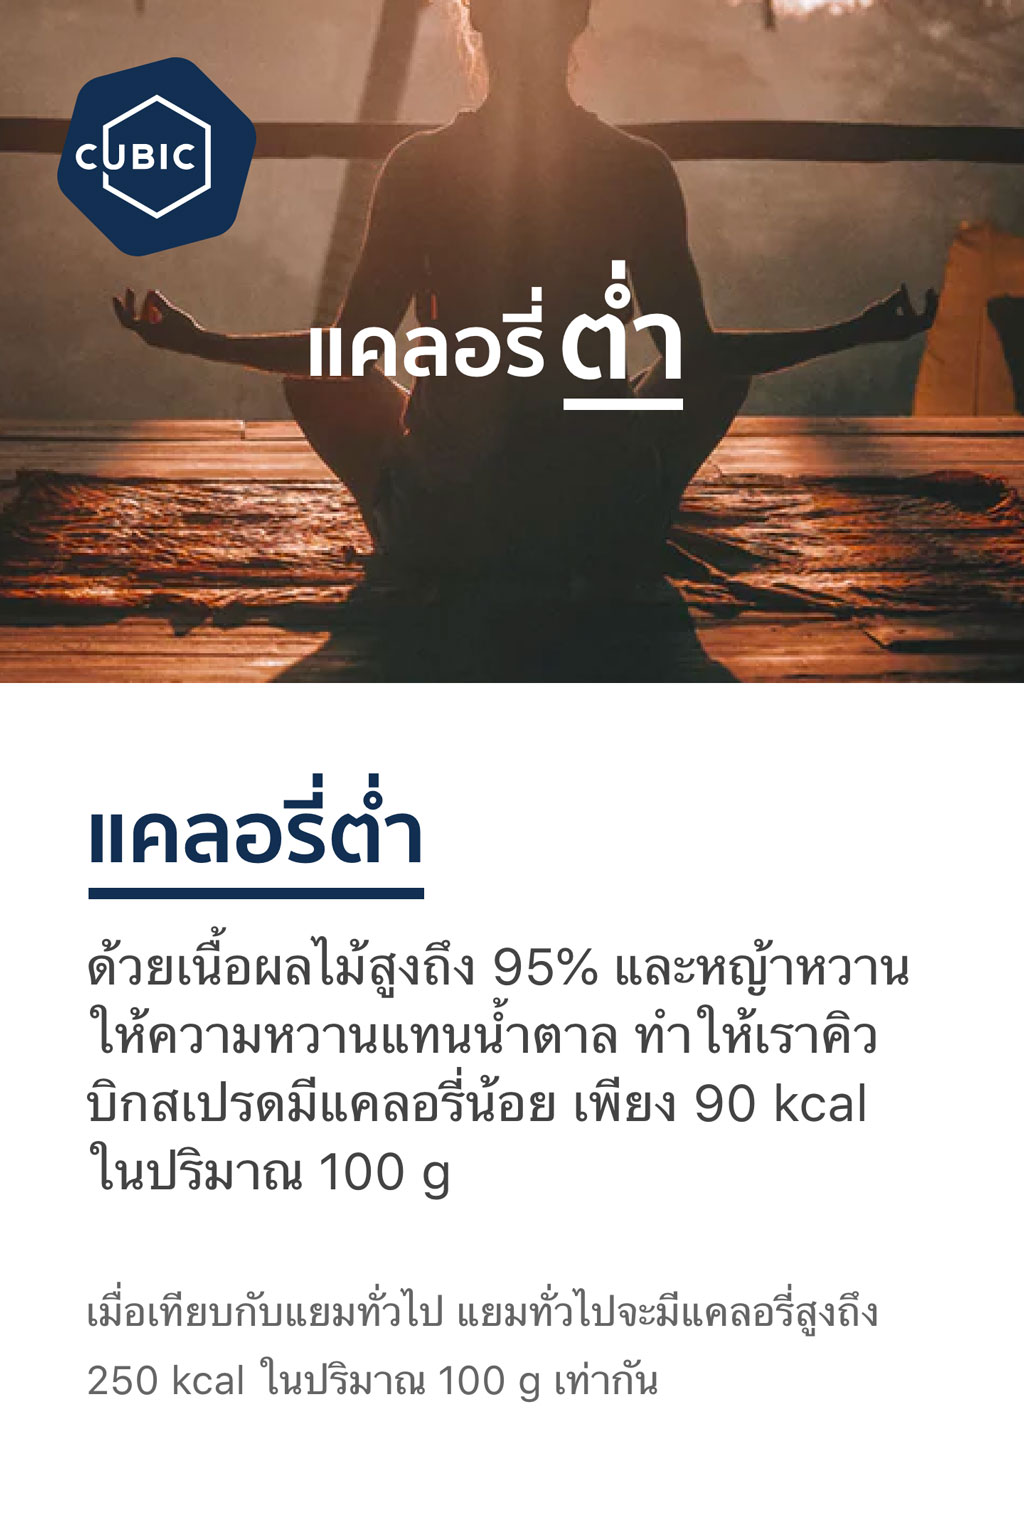 CUBIC
แคลอรี่ ต่ำ
แคลอรี่ต่ำ
ด้วยเนื้อผลไม้สูงถึง 95% และหญ้าหวาน
ให้ความหวานแทนน้ำตาล ทำให้เราคิว
บิกสเปรดมีแคลอรี่น้อย เพียง 90 kcal
ในปริมาณ 100 g
เมื่อเทียบกับแยมทั่วไป แยมทั่วไปจะมีแคลอรี่สูงถึง
250 kcal ในปริมาณ 100 g เท่ากัน